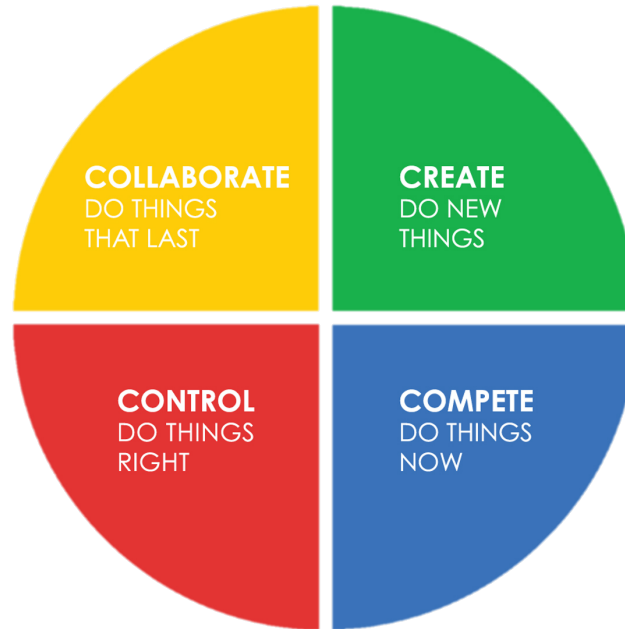 COLLABORATE
DO THINGS
THAT LAST
CREATE
DO NEW
THINGS
CONTROL
DO THINGS
RIGHT
COMPETE
DO THINGS
NOW